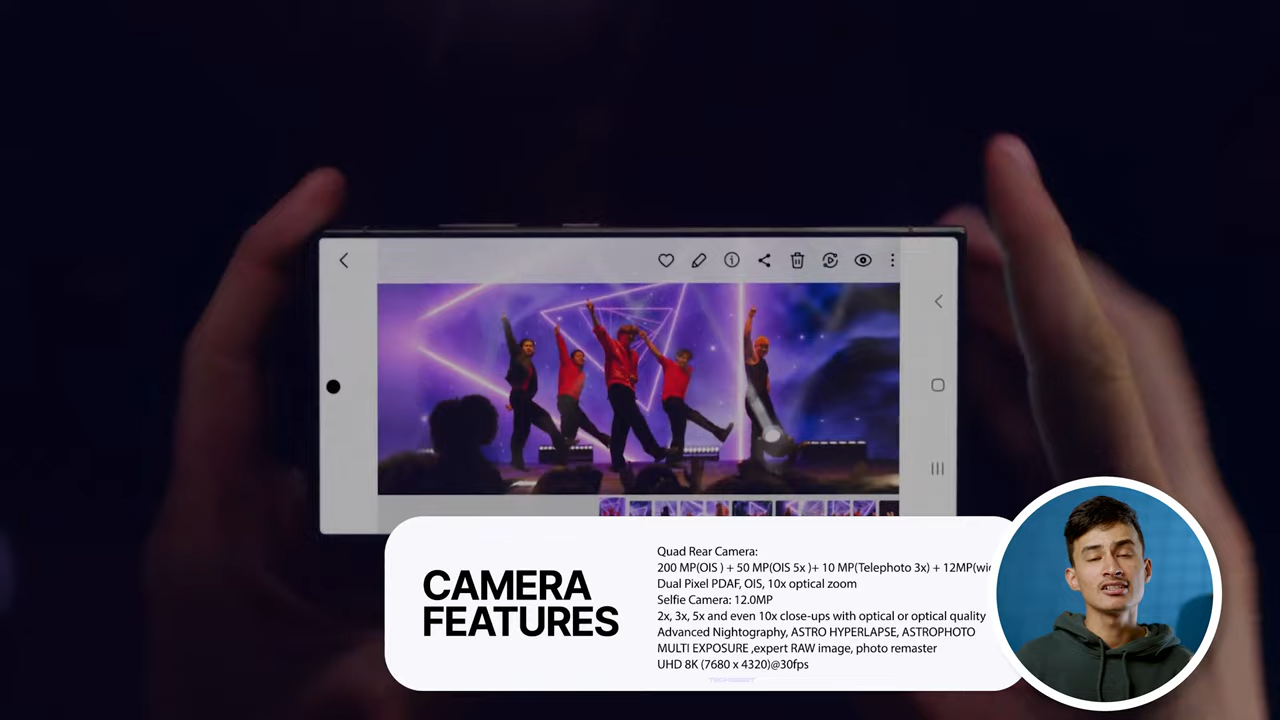 CAMERA
FEATURES
Quad Rear Camera:
200 MP(OIS ) + 50 MP(OIS 5x )+ 10 MP(Telephoto 3x) + 12MP(wid
Dual Pixel PDAF, OIS, 10x optical zoom
Selfie Camera: 12.0MP
2x, 3x, 5x and even 10x close-ups with optical or optical quality
Advanced Nightography, ASTRO HYPERLAPSE, ASTROPHOTO
MULTI EXPOSURE ,expert RAW image, photo remaster
UHD 8K (7680 x 4320)@30fps